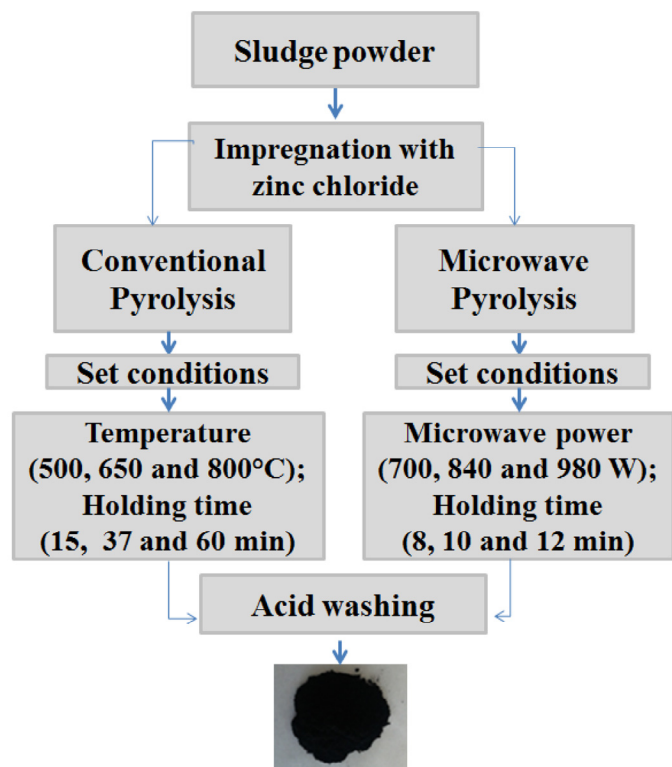 Sludge powder
Impregnation with
zinc chloride
Conventional
Pyrolysis
Microwave
Pyrolysis
Set conditions
Set conditions
Temperature
(500, 650 and 800°C);
Holding time
(15, 37 and 60 min)
Microwave power
(700, 840 and 980 W);
Holding time
(8, 10 and 12 min)
Acid washing